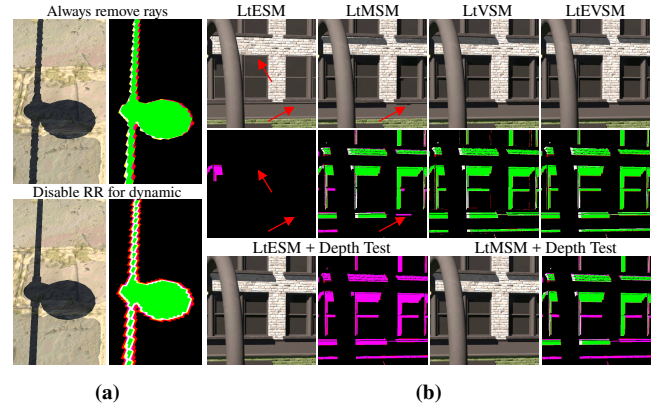 Always remove rays
LtESM LtMSM LtVSM LtEVSM
Disable RR for dynamic
LtESM + Depth Test LtMSM + Depth Test
(a) (b)